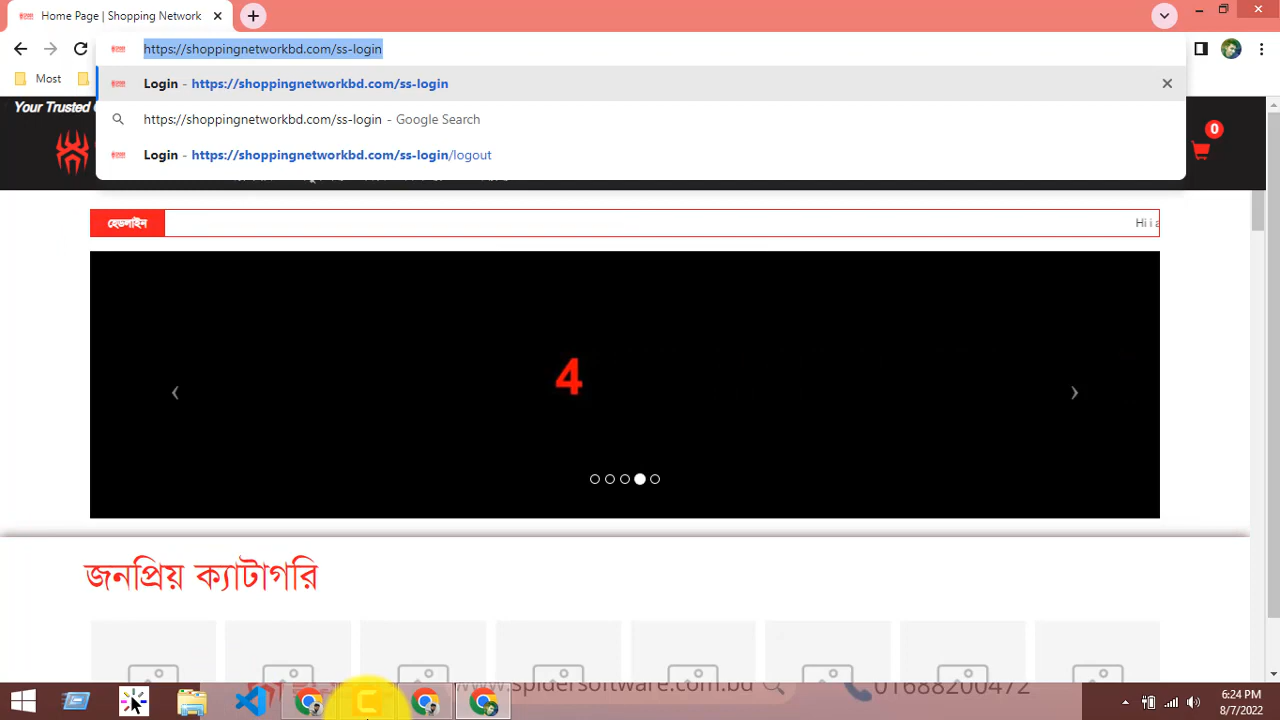 Home Page | Shopping Network
https://shoppingnetworkbd.com/ss-login
Most
Login - https://shoppingnetworkbd.com/ss-login
Your Trusted
https://shoppingnetworkbd.com/ss-login - Google Search
0
Login - https://shoppingnetworkbd.com/ss-login/logout
হেডলাইন
Hi i a
4
জনপ্রিয় ক্যাটাগরি
www.spidersoftware.com.bd
01688200472
6:24 PM
8/7/2022